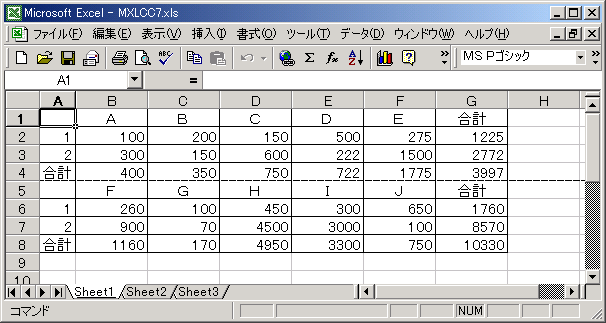 Microsoft Excel - MXLCC7.xls
ファイル(F) 編集(E) 表示(V) 挿入(I) 書式(O) ツール(T) データ(D) ウィンドウ(W) ヘルプ(H)
ABC Σ fx MS Pゴシック
A1 =
A B C D E F G H
1 A B C D E 合計
2 1 100 200 150 500 275 1225
3 2 300 150 600 222 1500 2772
4 合計 400 350 750 722 1775 3997
5 F G H I J 合計
6 1 260 100 450 300 650 1760
7 2 900 70 4500 3000 100 8570
8 合計 1160 170 4950 3300 750 10330
9
10
Sheet1 Sheet2 Sheet3
コマンド NUM